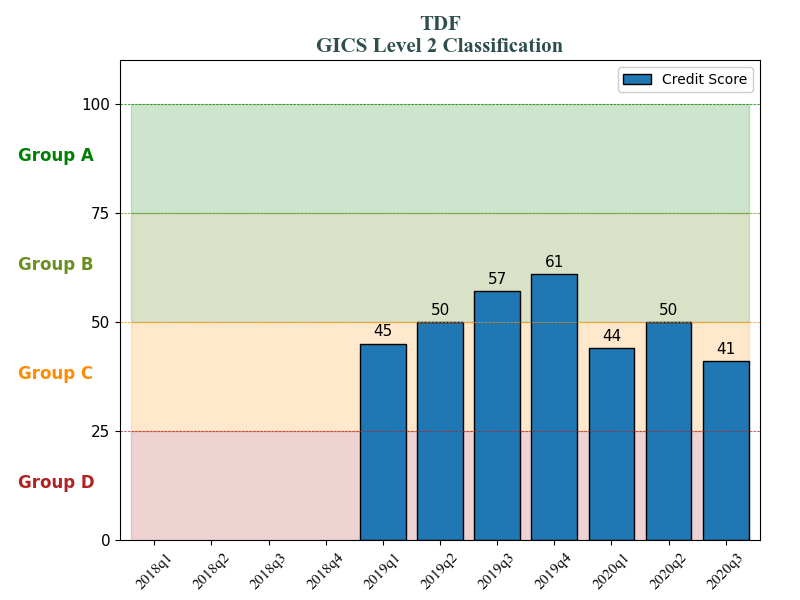 TDF
GICS Level 2 Classification
Credit Score
100
Group A
75
Group B
61
57
50
50
50
45
44
41
Group C
25
Group D
0
2018q1
2018q2
2018q3
2018q4
2019q1
2019q2
2019q3
2019q4
2020q1
2020q2
2020q3